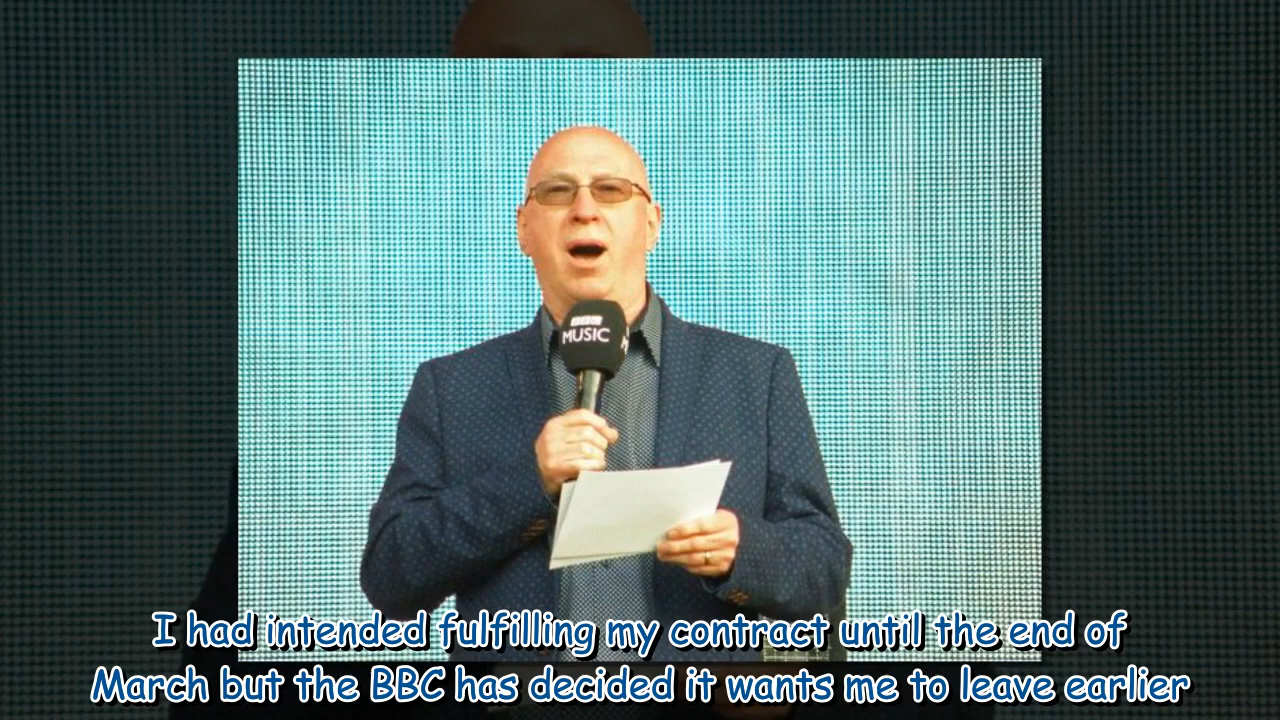 BBC
MUSIC
I had intended fulfilling my contract until the end of
March but the BBC has decided it wants me to leave earlier